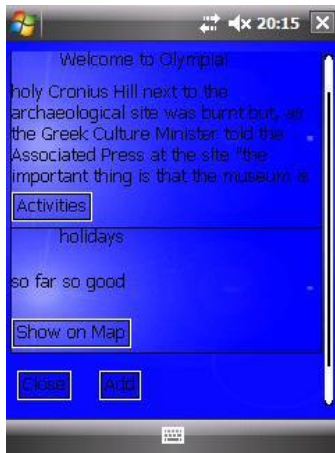 20:15
Welcome to Olympia!
holy Cronius Hill next to the
archaeological site was burnt but, as
the Greek Culture Minister told the
Associated Press at the site "the
important thing is that the museum is
Activities
holidays
so far so good
Show on Map
Close Add